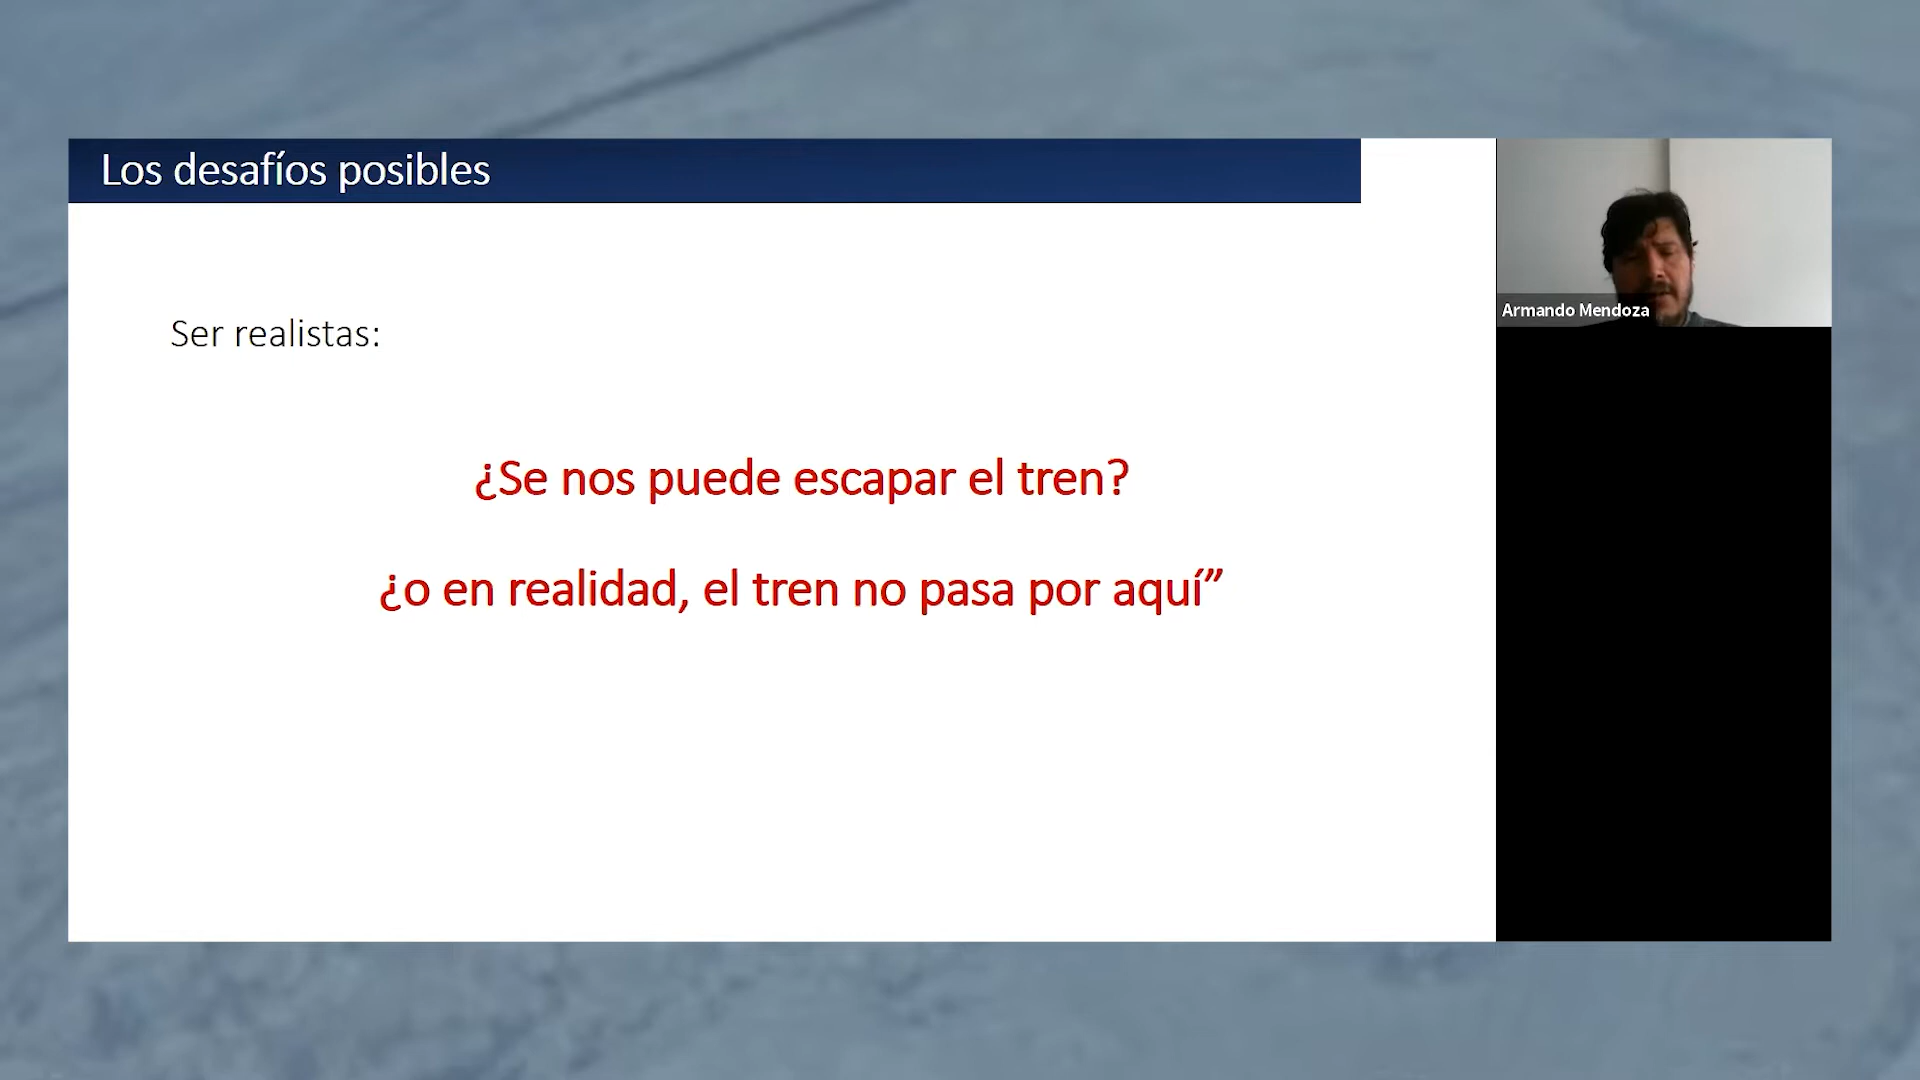 Los desafíos posibles
Ser realistas:
¿Se nos puede escapar el tren?
¿o en realidad, el tren no pasa por aquí”
Armando Mendoza